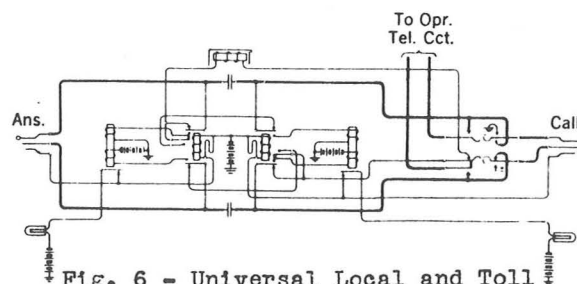 To Opr.
Tel. Cct.
Ans.
Call
Fig. 6 - Universal Local and Toll